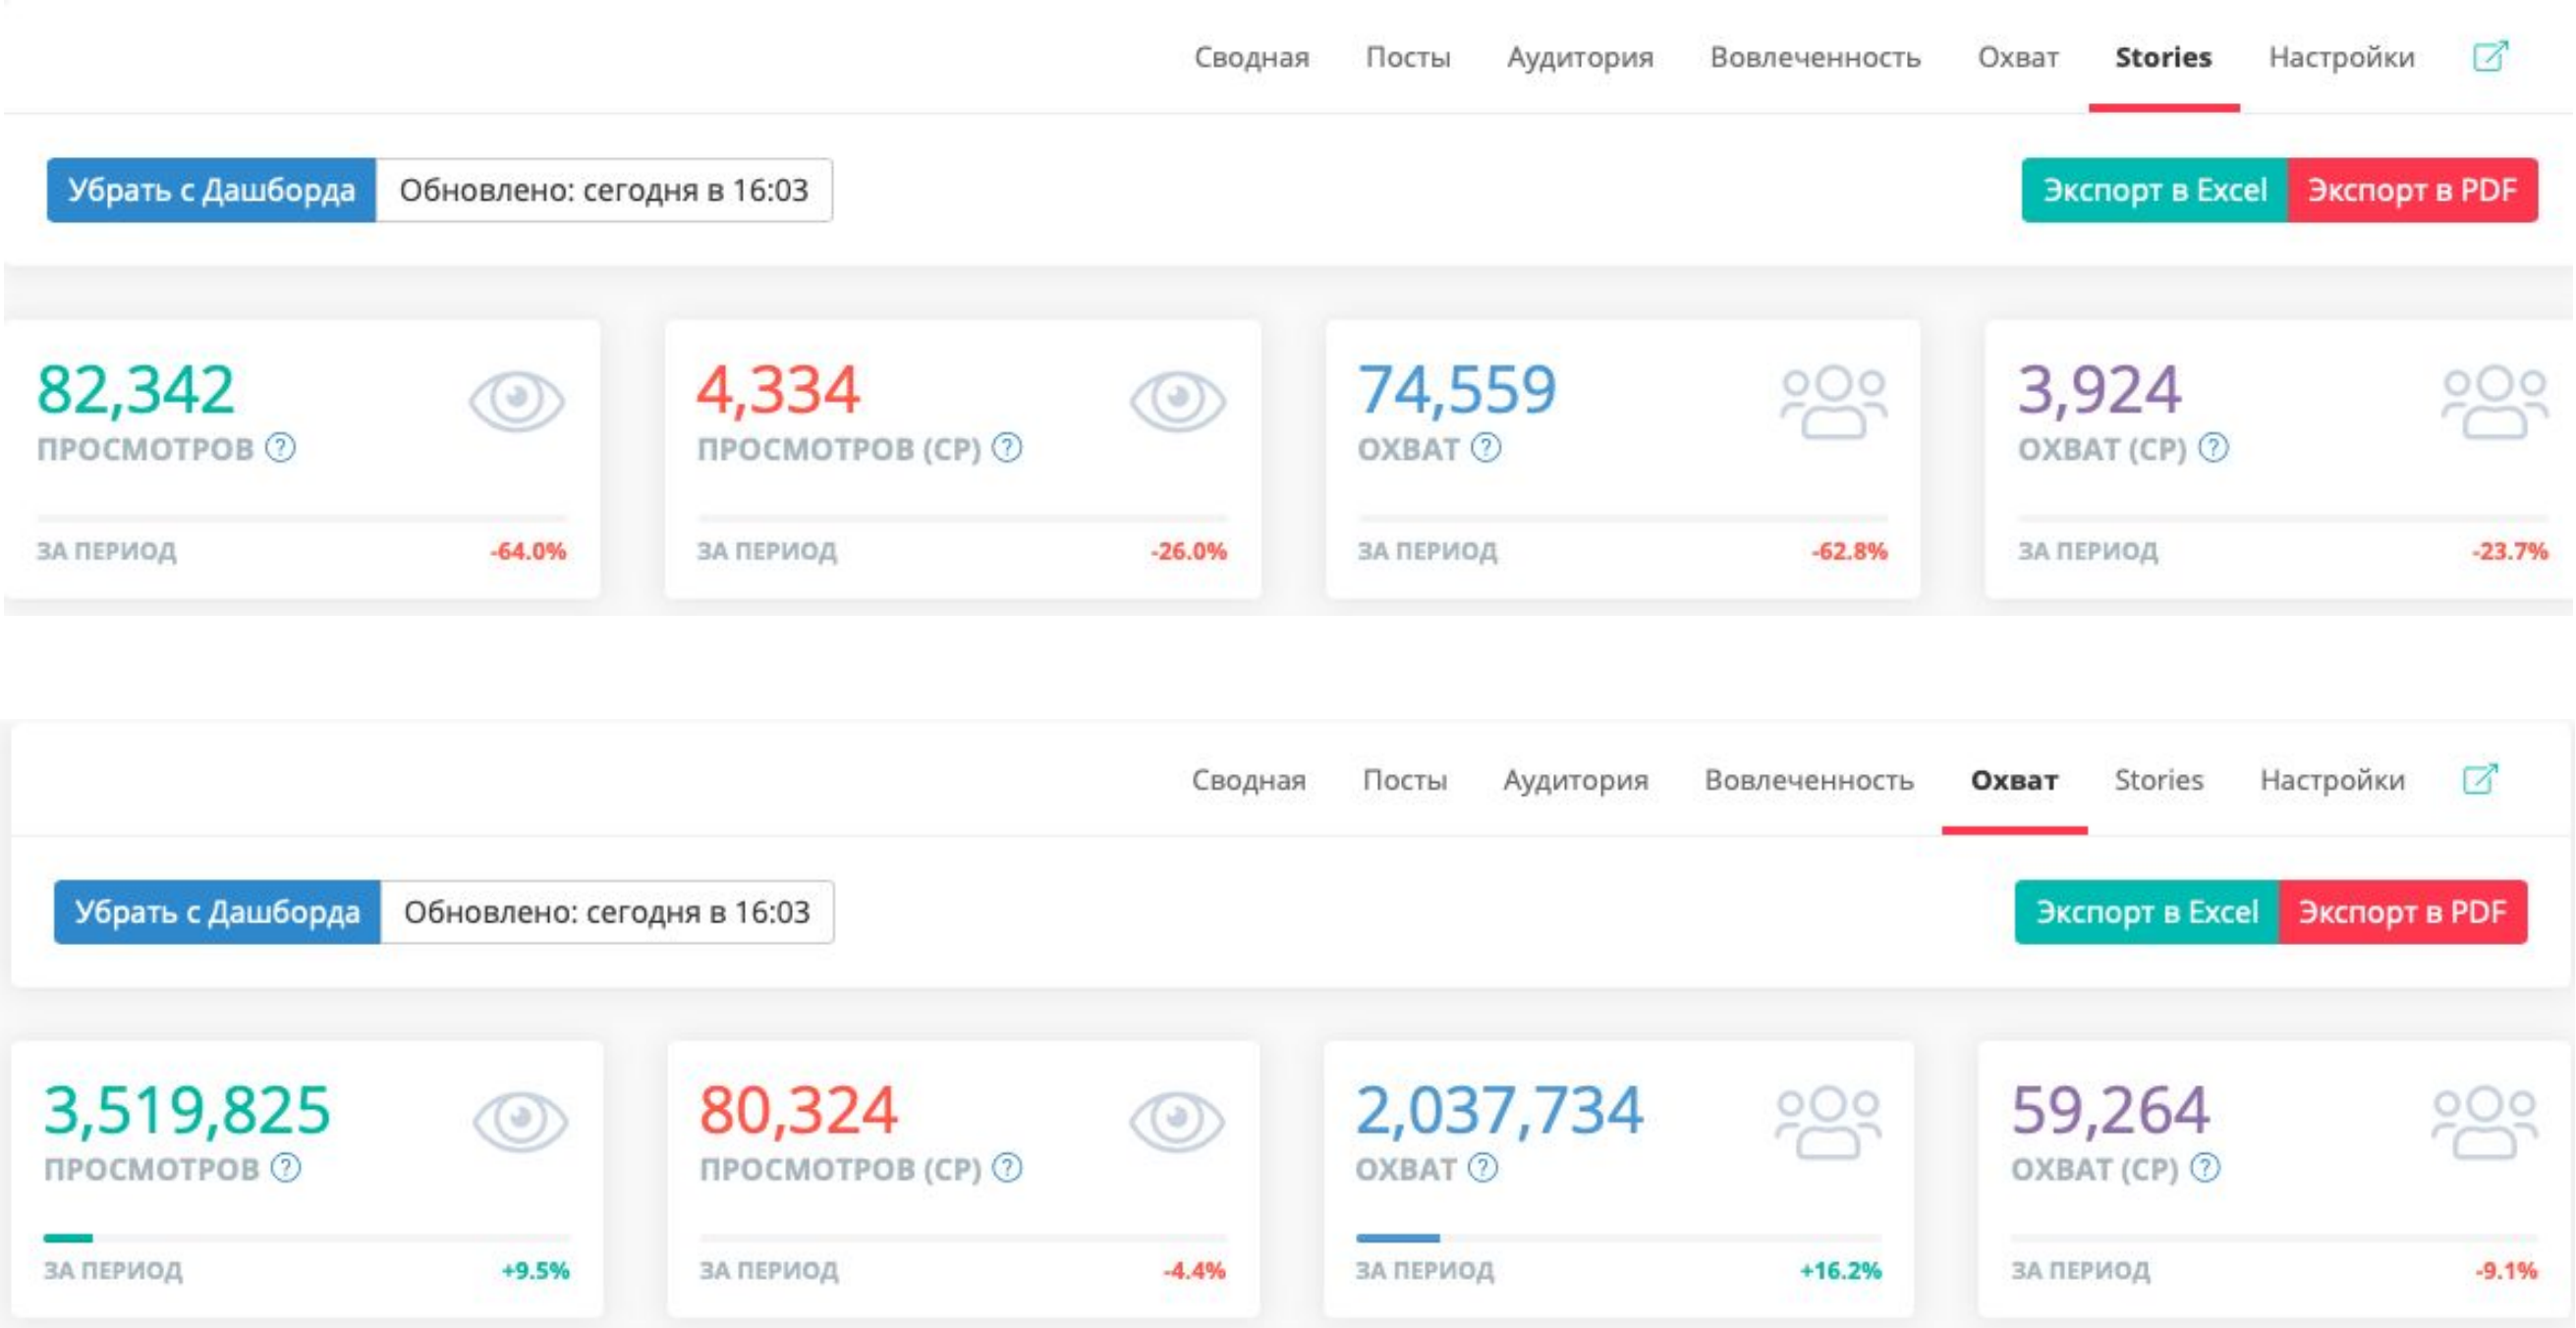 Сводная Посты Аудитория Вовлеченность Охват Stories Настройки
Убрать с Дашборда Обновлено: сегодня в 16:03 Экспорт в Excel Экспорт в PDF
82,342 4,334 74,559 3,924
ПРОСМОТРОВ ? ПРОСМОТРОВ (СР) ? ОХВАТ ? ОХВАТ (СР) ?
ЗА ПЕРИОД -64.0% ЗА ПЕРИОД -26.0% ЗА ПЕРИОД -62.8% ЗА ПЕРИОД -23.7%
Сводная Посты Аудитория Вовлеченность Охват Stories Настройки
Убрать с Дашборда Обновлено: сегодня в 16:03 Экспорт в Excel Экспорт в PDF
3,519,825 80,324 2,037,734 59,264
ПРОСМОТРОВ ? ПРОСМОТРОВ (СР) ? ОХВАТ ? ОХВАТ (СР) ?
ЗА ПЕРИОД +9.5% ЗА ПЕРИОД -4.4% ЗА ПЕРИОД +16.2% ЗА ПЕРИОД -9.1%